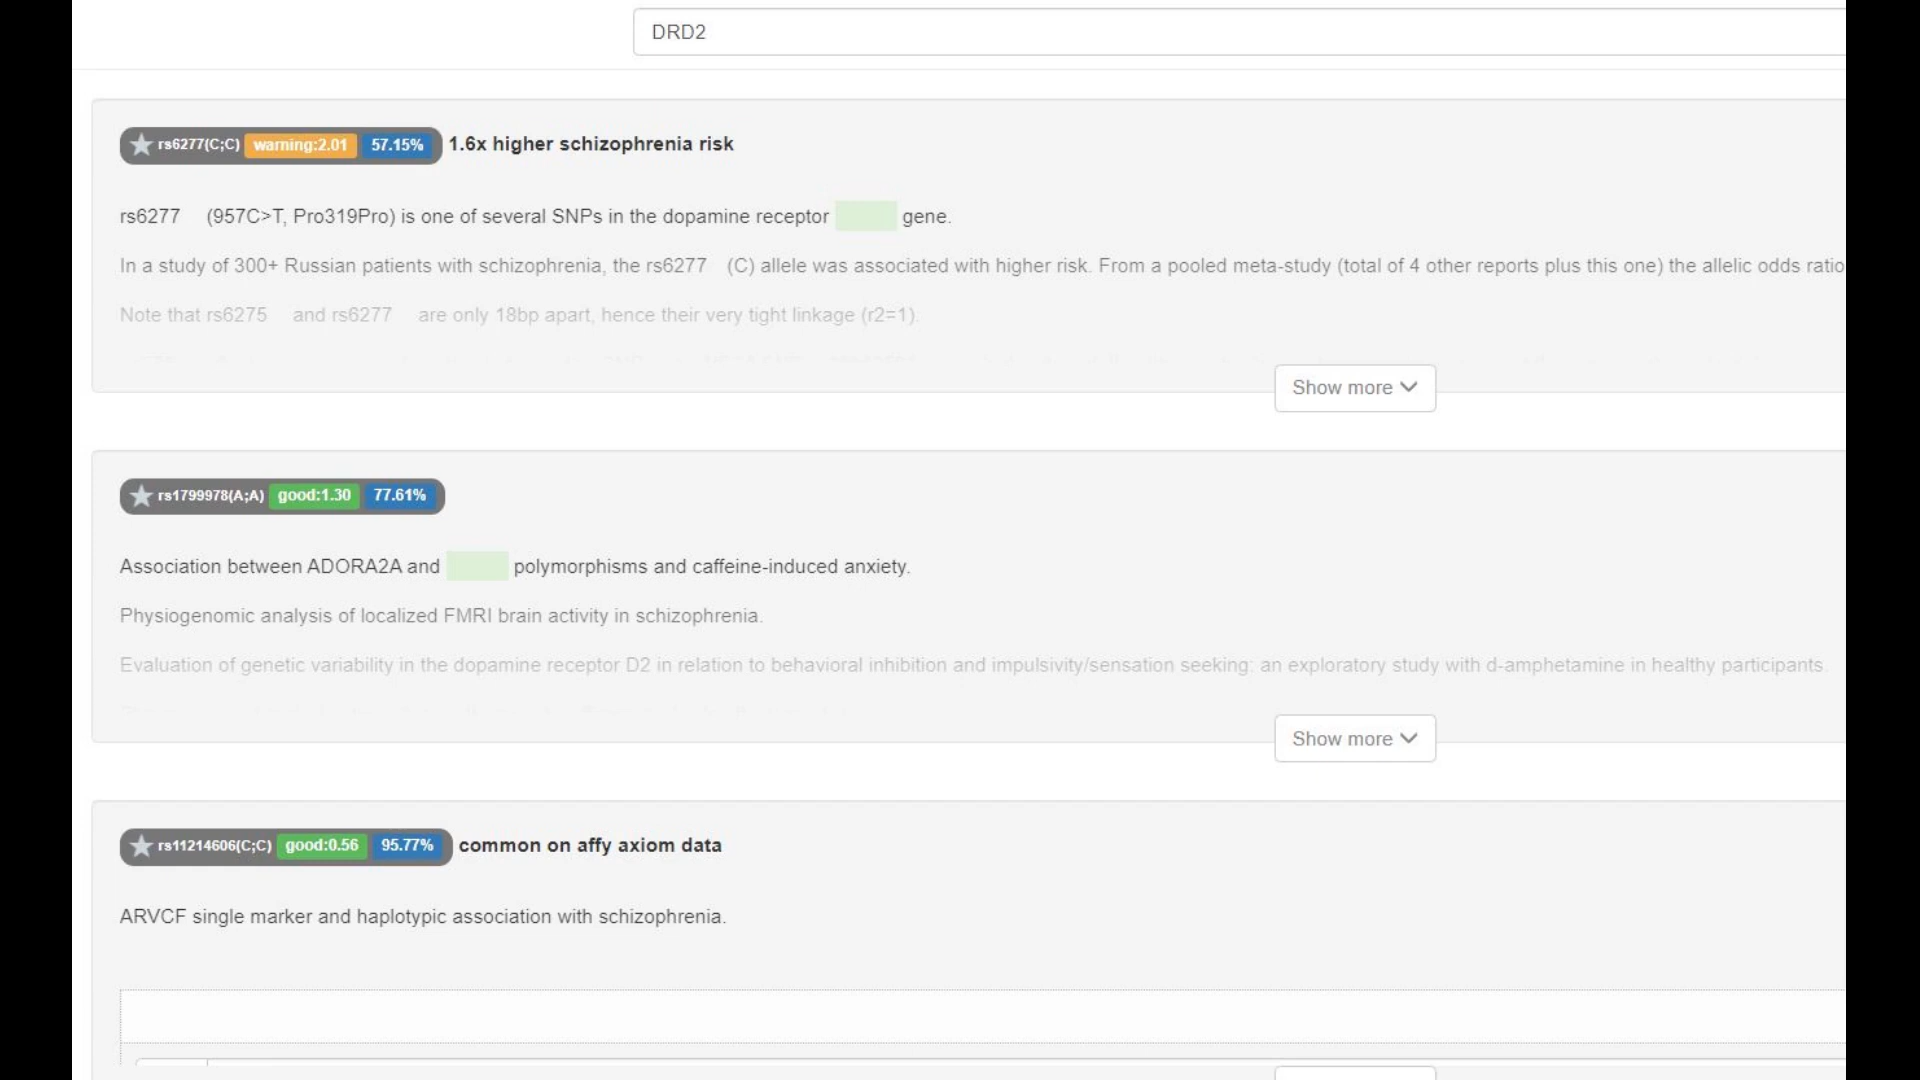 DRD2
rs6277(C;C) warning:2.01 57.15% 1.6x higher schizophrenia risk
rs6277 (957C>T, Pro319Pro) is one of several SNPs in the dopamine receptor gene.
In a study of 300+ Russian patients with schizophrenia, the rs6277 (C) allele was associated with higher risk. From a pooled meta-study (total of 4 other reports plus this one) the allelic odds ratio
Note that rs6275 and rs6277 are only 18bp apart, hence their very tight linkage (r2=1).
Show more
rs1799978(A;A) good:1.30 77.61%
Association between ADORA2A and polymorphisms and caffeine-induced anxiety.
Physiogenomic analysis of localized FMRI brain activity in schizophrenia.
Evaluation of genetic variability in the dopamine receptor D2 in relation to behavioral inhibition and impulsivity/sensation seeking: an exploratory study with d-amphetamine in healthy participants.
Show more
rs11214606(C;C) good:0.56 95.77% common on affy axiom data
ARVCF single marker and haplotypic association with schizophrenia.